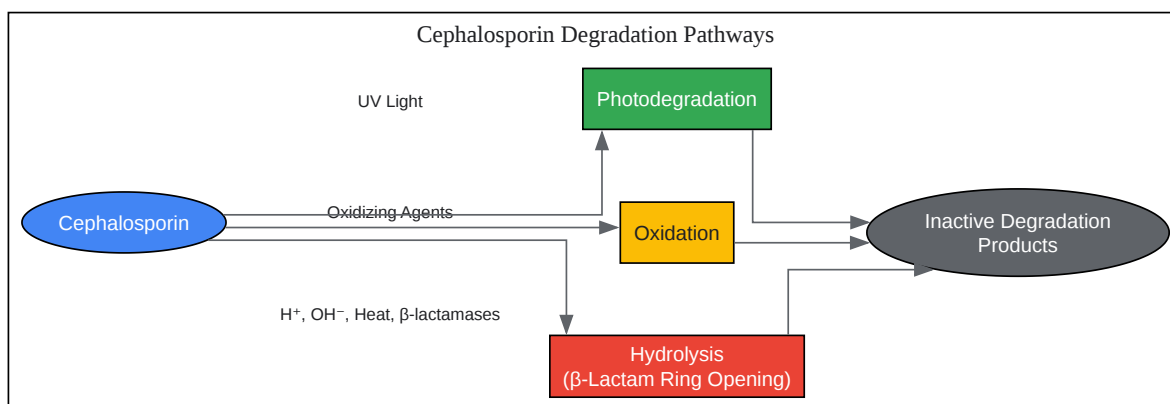 Cephalosporin Degradation Pathways
UV Light
Photodegradation
Cephalosporin
Oxidizing Agents
Oxidation
Inactive Degradation
Products
H⁺, OH⁻, Heat, β-lactamases
Hydrolysis
(β-Lactam Ring Opening)